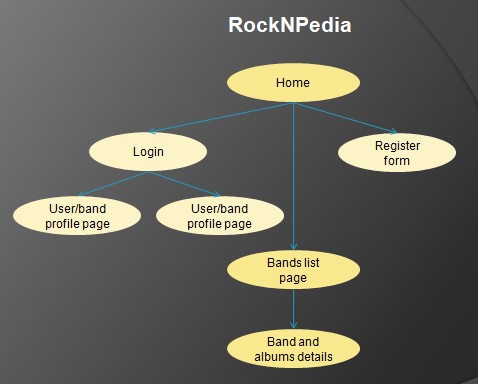 RockNPedia
Home
Login
Register
form
User/band
profile page
User/band
profile page
Bands list
page
Band and
albums details